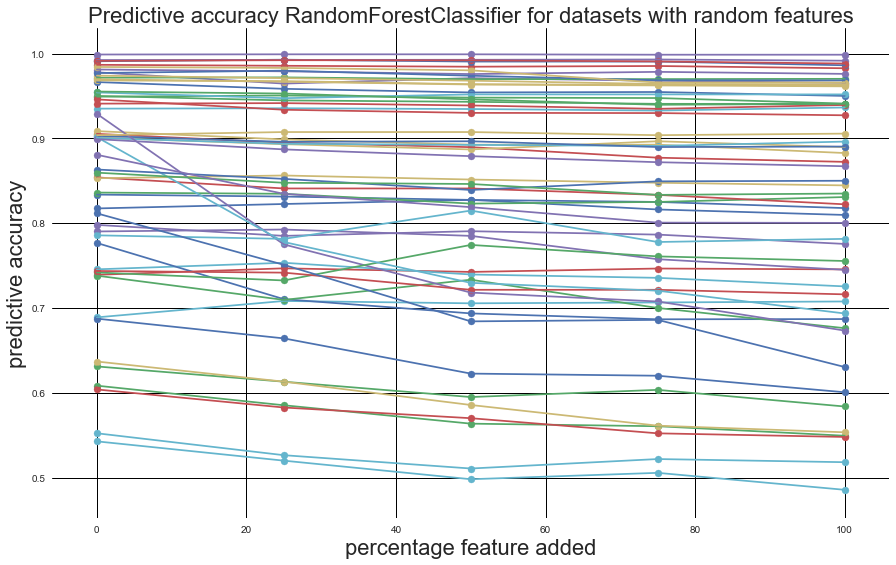 Predictive accuracy RandomForestClassifier for datasets with random features
1.0
0.9
0.8
0.7
0.6
0.5
predictive accuracy
0 20 40 60 80 100
percentage feature added